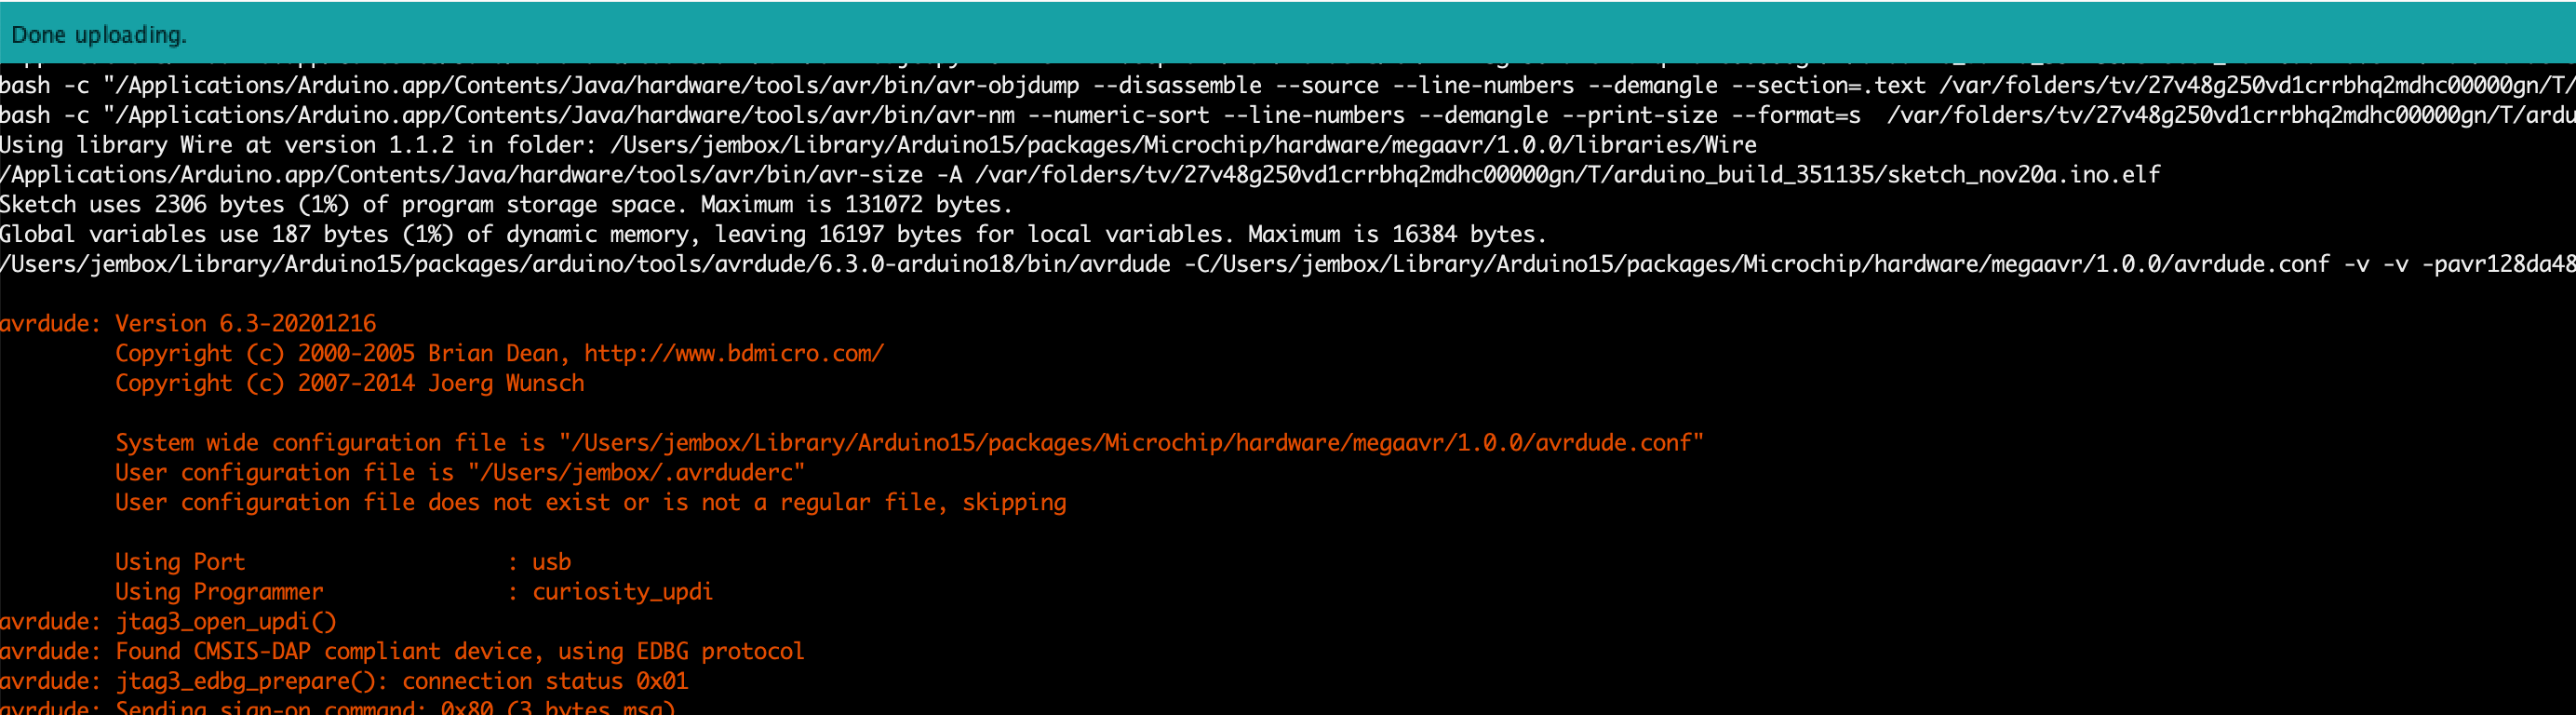 Done uploading.
bash -c "/Applications/Arduino.app/Contents/Java/hardware/tools/avr/bin/avr-objdump --disassemble --source --line-numbers --demangle --section=.text /var/folders/tv/27v48g250vd1crrbhq2mdhc00000gn/T/
bash -c "/Applications/Arduino.app/Contents/Java/hardware/tools/avr/bin/avr-nm --numeric-sort --line-numbers --demangle --print-size --format=s  /var/folders/tv/27v48g250vd1crrbhq2mdhc00000gn/T/ardu
Using library Wire at version 1.1.2 in folder: /Users/jembox/Library/Arduino15/packages/Microchip/hardware/megaavr/1.0.0/libraries/Wire
/Applications/Arduino.app/Contents/Java/hardware/tools/avr/bin/avr-size -A /var/folders/tv/27v48g250vd1crrbhq2mdhc00000gn/T/arduino_build_351135/sketch_nov20a.ino.elf
Sketch uses 2306 bytes (1%) of program storage space. Maximum is 131072 bytes.
Global variables use 187 bytes (1%) of dynamic memory, leaving 16197 bytes for local variables. Maximum is 16384 bytes.
/Users/jembox/Library/Arduino15/packages/arduino/tools/avrdude/6.3.0-arduino18/bin/avrdude -C/Users/jembox/Library/Arduino15/packages/Microchip/hardware/megaavr/1.0.0/avrdude.conf -v -v -pavr128da48
avrdude: Version 6.3-20201216
Copyright (c) 2000-2005 Brian Dean, http://www.bdmicro.com/
Copyright (c) 2007-2014 Joerg Wunsch
System wide configuration file is "/Users/jembox/Library/Arduino15/packages/Microchip/hardware/megaavr/1.0.0/avrdude.conf"
User configuration file is "/Users/jembox/.avrduderc"
User configuration file does not exist or is not a regular file, skipping
Using Port : usb
Using Programmer : curiosity_updi
avrdude: jtag3_open_updi()
avrdude: Found CMSIS-DAP compliant device, using EDBG protocol
avrdude: jtag3_edbg_prepare(): connection status 0x01
avrdude: Sending sign-on command: 0x80 (3 bytes msg)